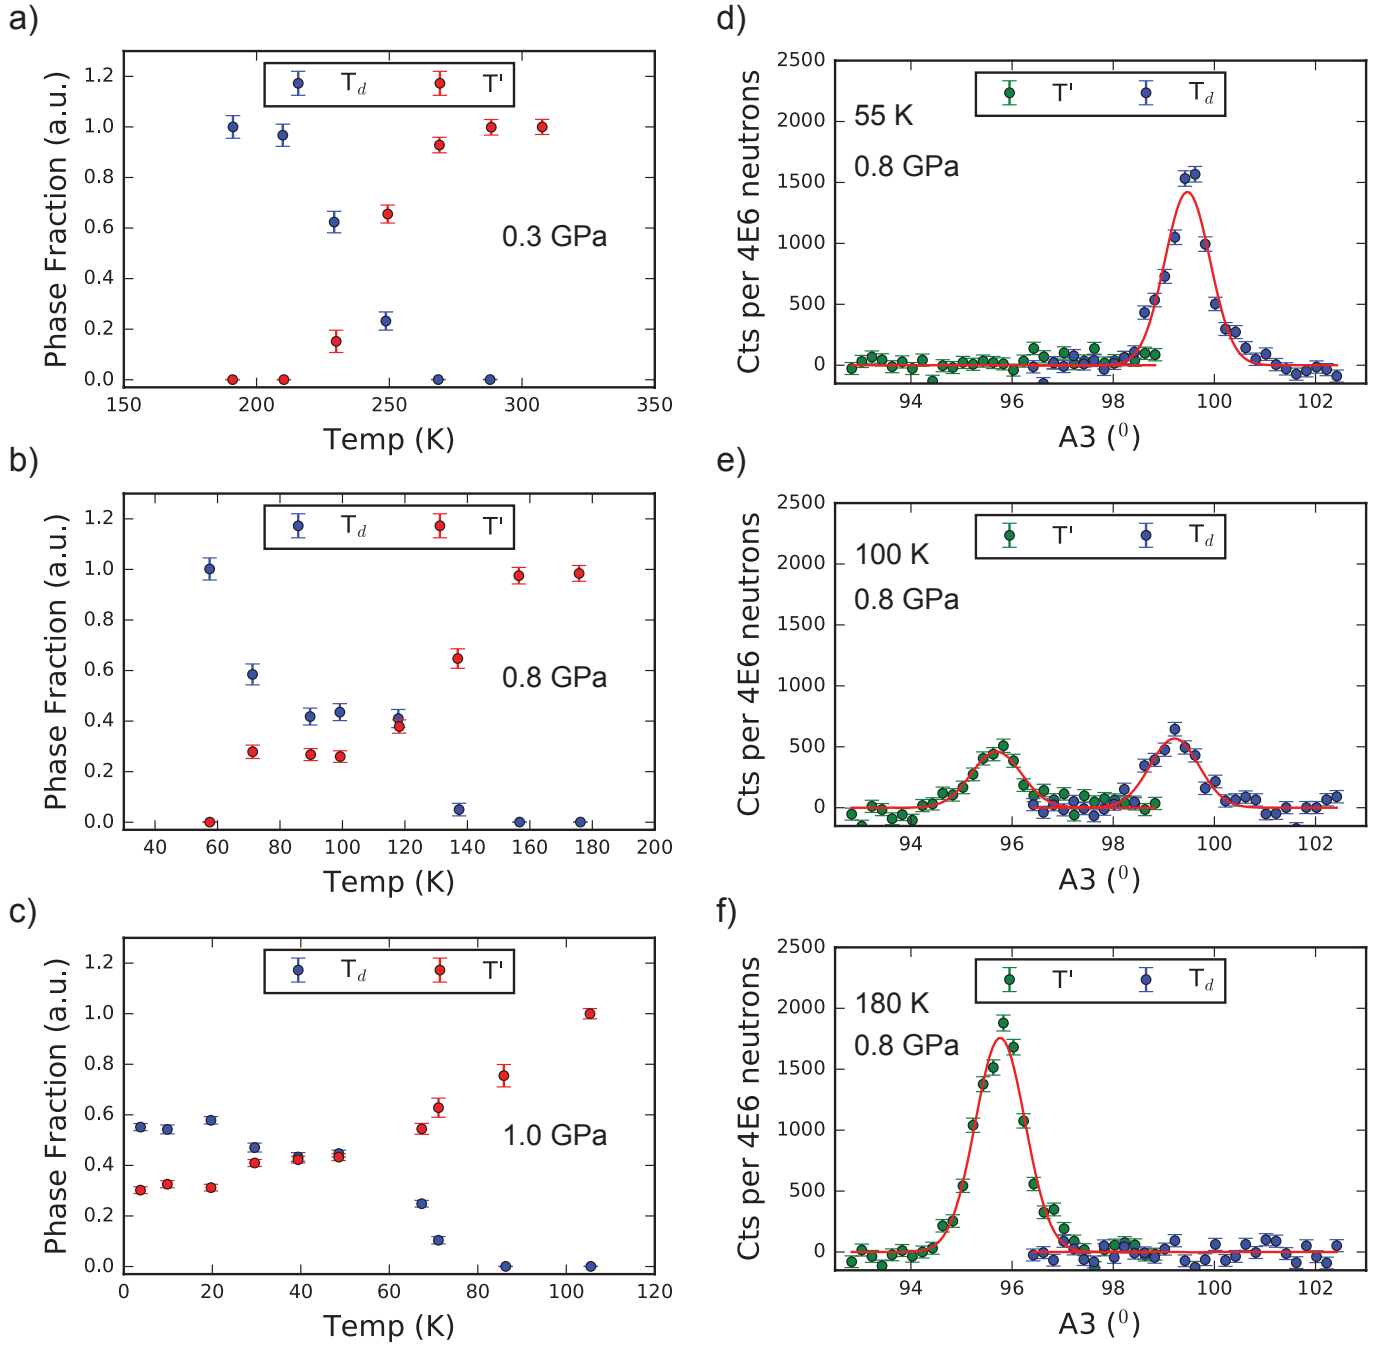 a)
Phase Fraction (a.u.)
1.2
1.0
0.8
0.6
0.4
0.2
0.0
T_d T'
0.3 GPa
150 200 250 300 350
Temp (K)
b)
Phase Fraction (a.u.)
1.2
1.0
0.8
0.6
0.4
0.2
0.0
T_d T'
0.8 GPa
40 60 80 100 120 140 160 180 200
Temp (K)
c)
Phase Fraction (a.u.)
1.2
1.0
0.8
0.6
0.4
0.2
0.0
T_d T'
1.0 GPa
0 20 40 60 80 100 120
Temp (K)
d)
Cts per 4E6 neutrons
2500
2000
1500
1000
500
0
T' T_d
55 K
0.8 GPa
94 96 98 100 102
A3 (⁰)
e)
Cts per 4E6 neutrons
2500
2000
1500
1000
500
0
T' T_d
100 K
0.8 GPa
94 96 98 100 102
A3 (⁰)
f)
Cts per 4E6 neutrons
2500
2000
1500
1000
500
0
T' T_d
180 K
0.8 GPa
94 96 98 100 102
A3 (⁰)